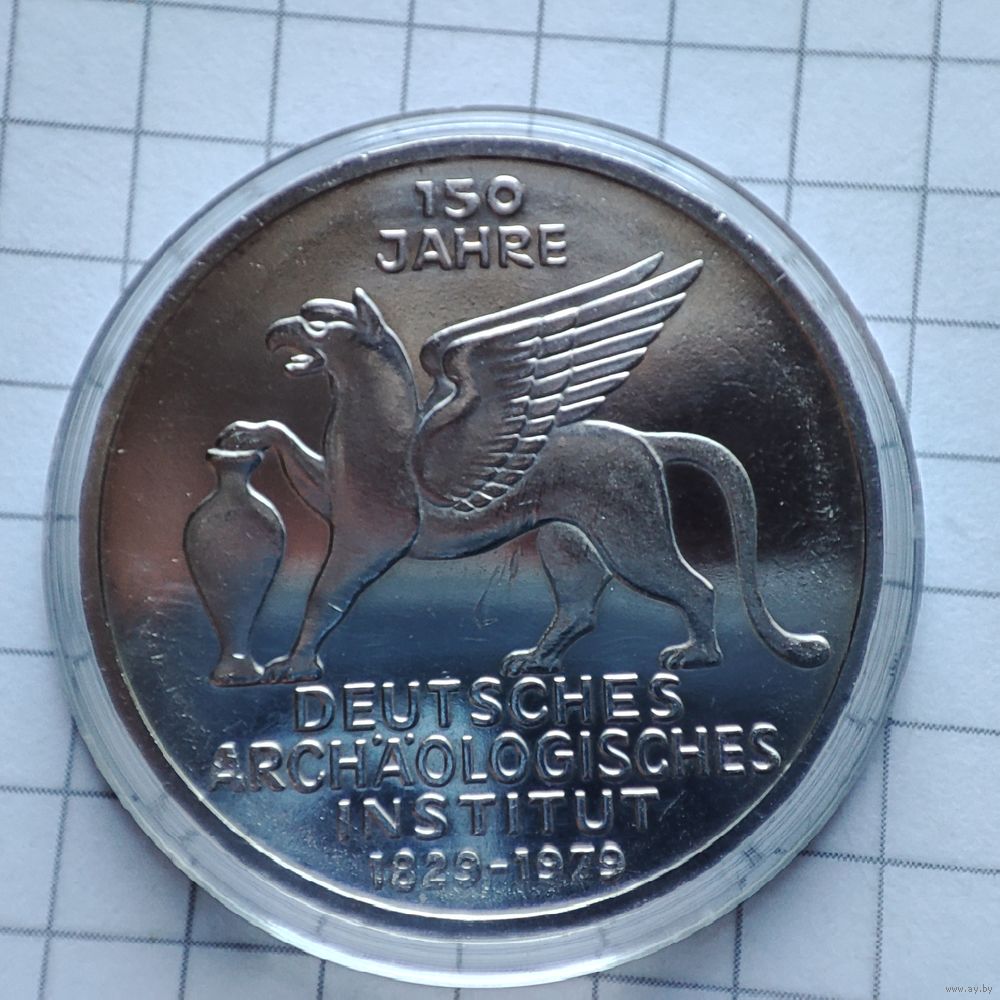 150
JAHRE
DEUTSCHES
ARCHÄOLOGISCHES
INSTITUT
1829-1979
www.ay.by